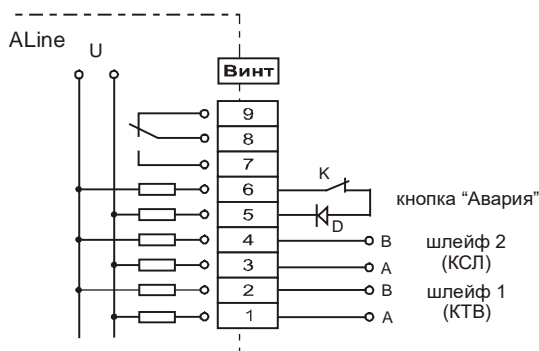 ALine
U
Винт
9
8
7
6
5
4
3
2
1
K
D
кнопка “Авария”
B
шлейф 2
(КСЛ)
A
B
шлейф 1
(КТВ)
A